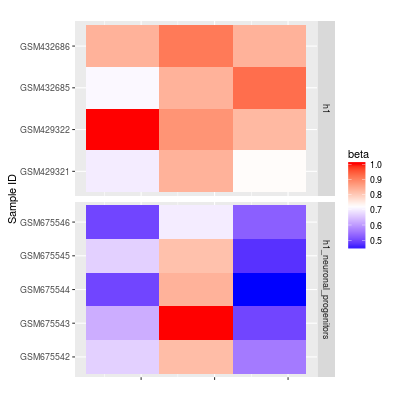 GSM432686
GSM432685
GSM429322
GSM429321
h1
GSM675546
GSM675545
GSM675544
GSM675543
GSM675542
h1_neuronal_progenitors
Sample ID
beta
1.0
0.9
0.8
0.7
0.6
0.5